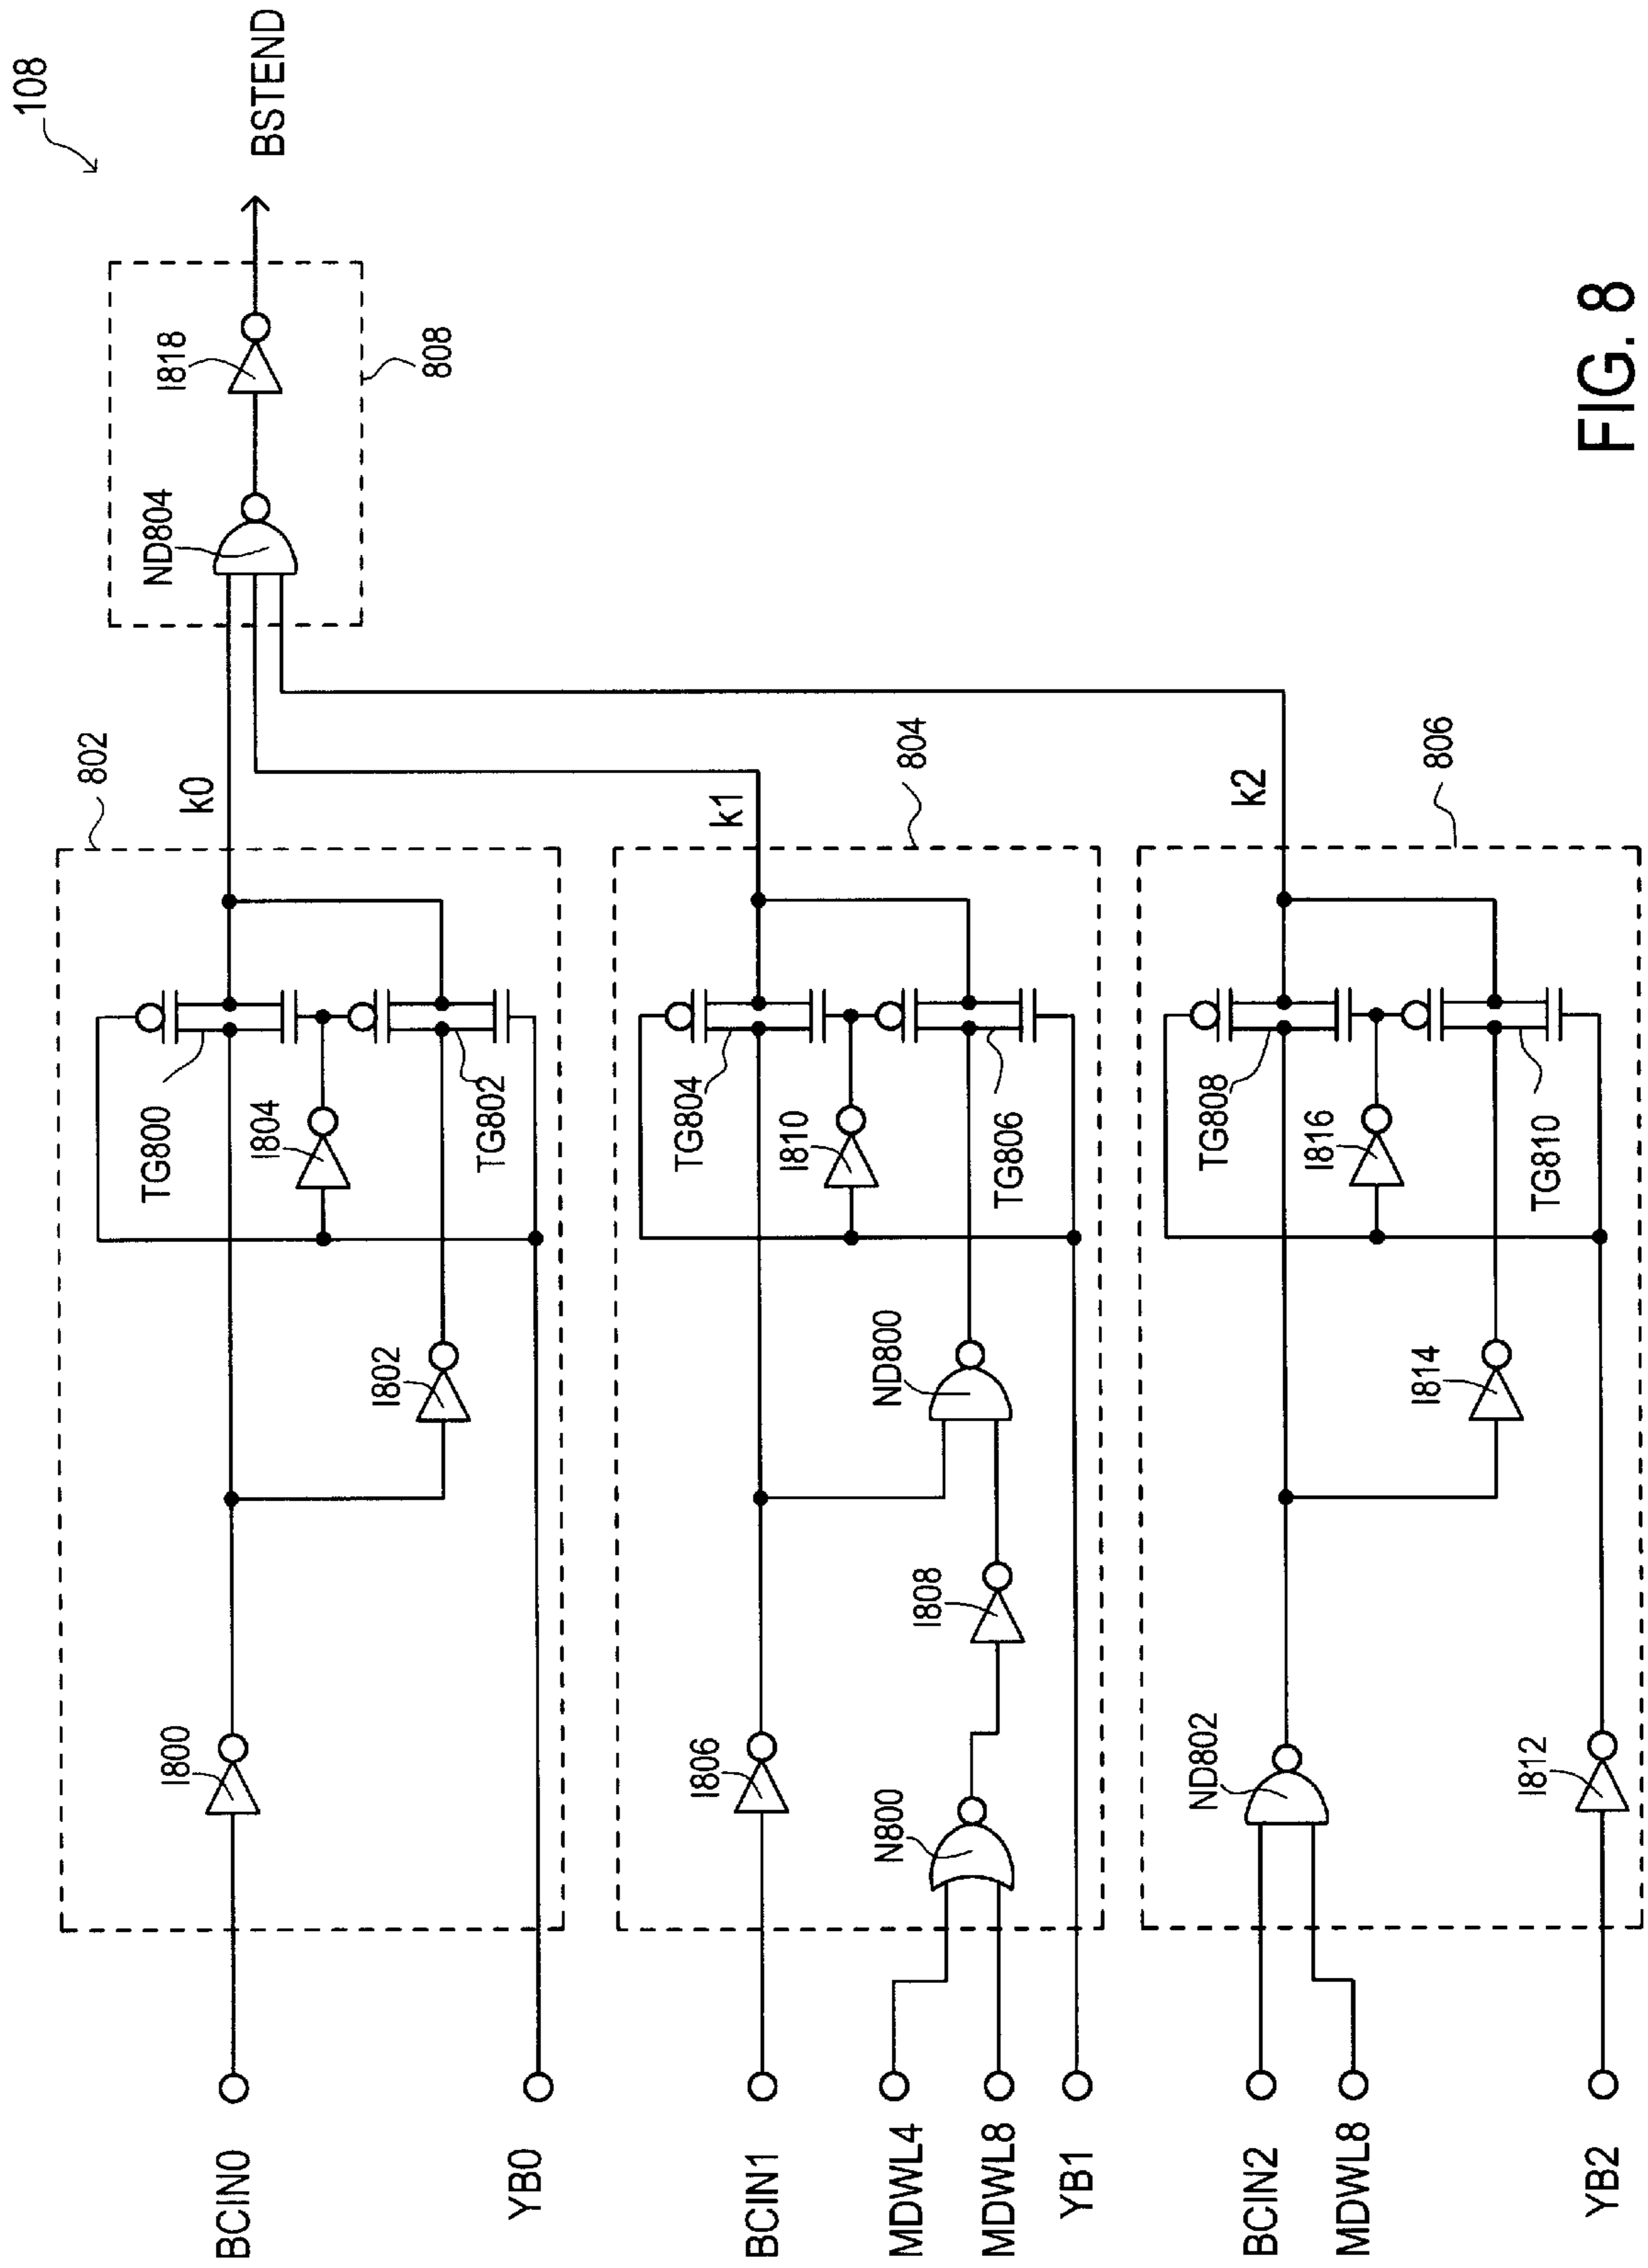 108
BSTEND
I818
ND804
808
802
k0
TG800
I804
TG802
I802
I800
BCIN0
YB0
804
k1
TG804
I810
TG806
ND800
I808
I806
N800
BCIN1
MDWL4
MDWL8
YB1
806
k2
TG808
I816
TG810
I814
ND802
I812
BCIN2
MDWL8
YB2
FIG. 8